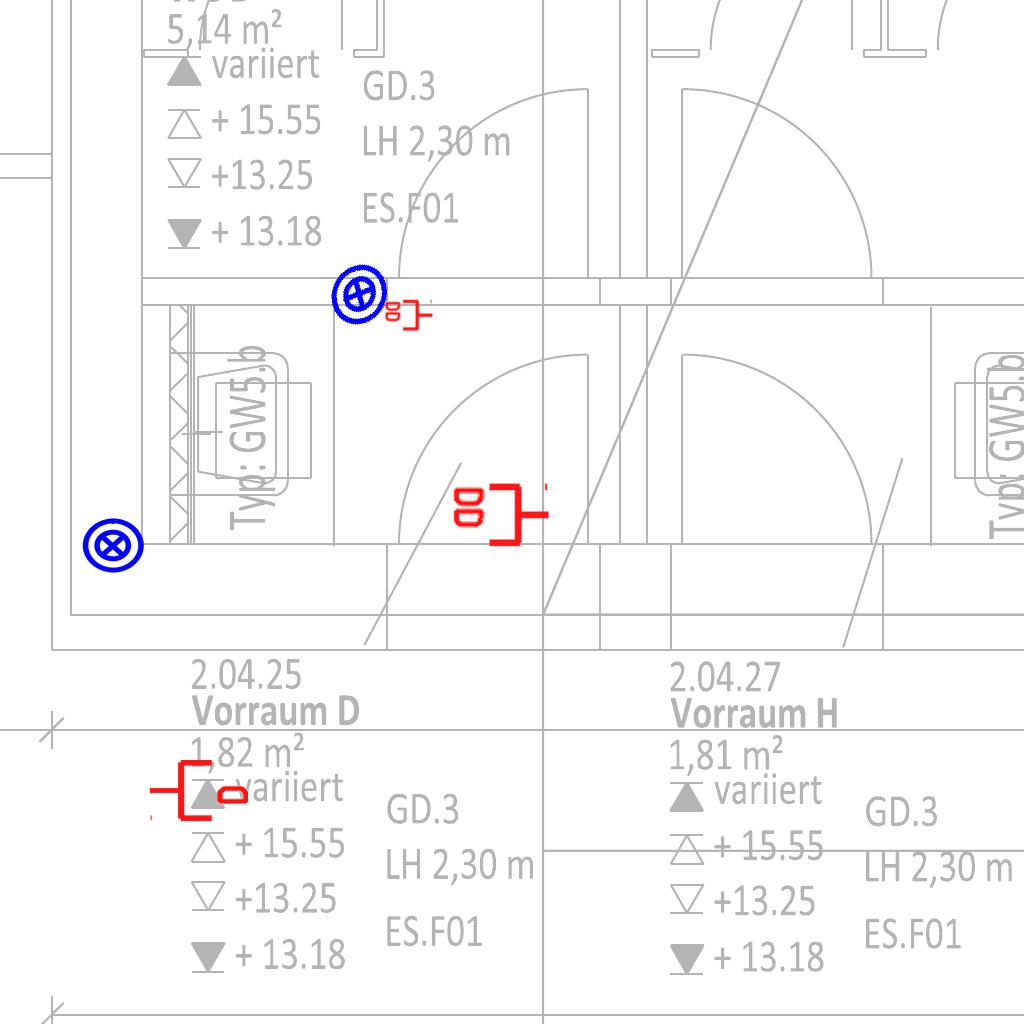 5,14 m²
variiert
GD.3
+ 15.55
LH 2,30 m
+13.25
ES.F01
+ 13.18
Typ: GW5.b
Typ: GW5.b
2.04.25
Vorraum D
1,82 m²
variiert
GD.3
+ 15.55
LH 2,30 m
+13.25
ES.F01
+ 13.18
2.04.27
Vorraum H
1,81 m²
variiert
GD.3
+ 15.55
LH 2,30 m
+13.25
ES.F01
+ 13.18